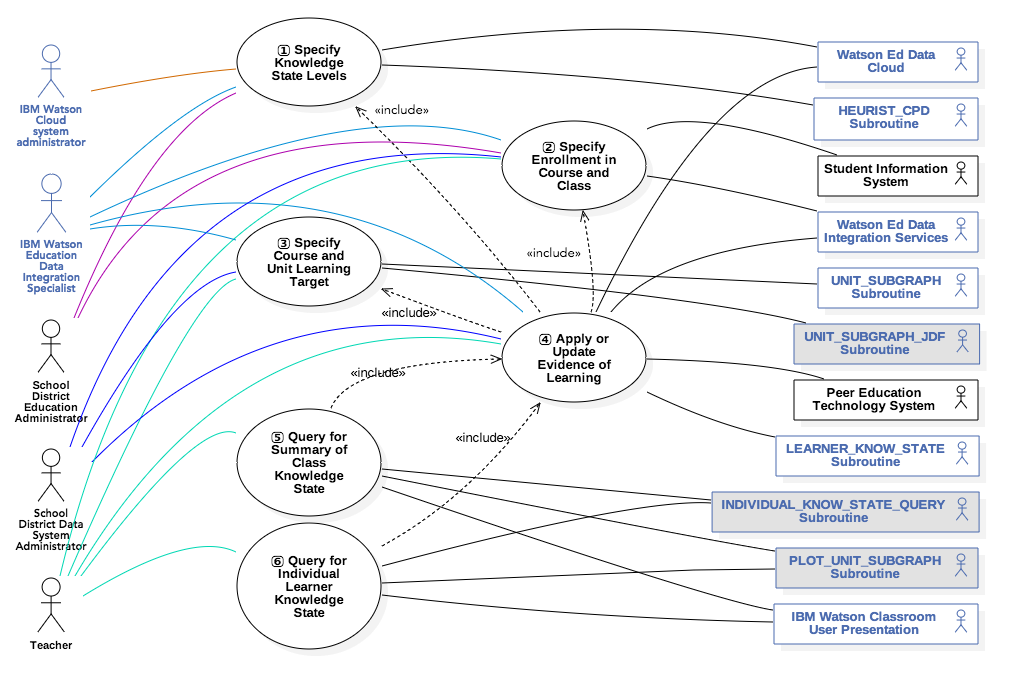 IBM Watson
Cloud
system
administrator
IBM Watson
Education
Data
Integration
Specialist
School
District
Education
Administrator
School
District Data
System
Administrator
Teacher
① Specify
Knowledge
State Levels
«include»
② Specify
Enrollment in
Course and
Class
«include»
③ Specify
Course and
Unit Learning
Target
«include»
④ Apply or
Update
Evidence of
Learning
«include»
⑤ Query for
Summary of
Class
Knowledge
State
«include»
⑥ Query for
Individual
Learner
Knowledge
State
Watson Ed Data
Cloud
HEURIST_CPD
Subroutine
Student Information
System
Watson Ed Data
Integration Services
UNIT_SUBGRAPH
Subroutine
UNIT_SUBGRAPH_JDF
Subroutine
Peer Education
Technology System
LEARNER_KNOW_STATE
Subroutine
INDIVIDUAL_KNOW_STATE_QUERY
Subroutine
PLOT_UNIT_SUBGRAPH
Subroutine
IBM Watson Classroom
User Presentation